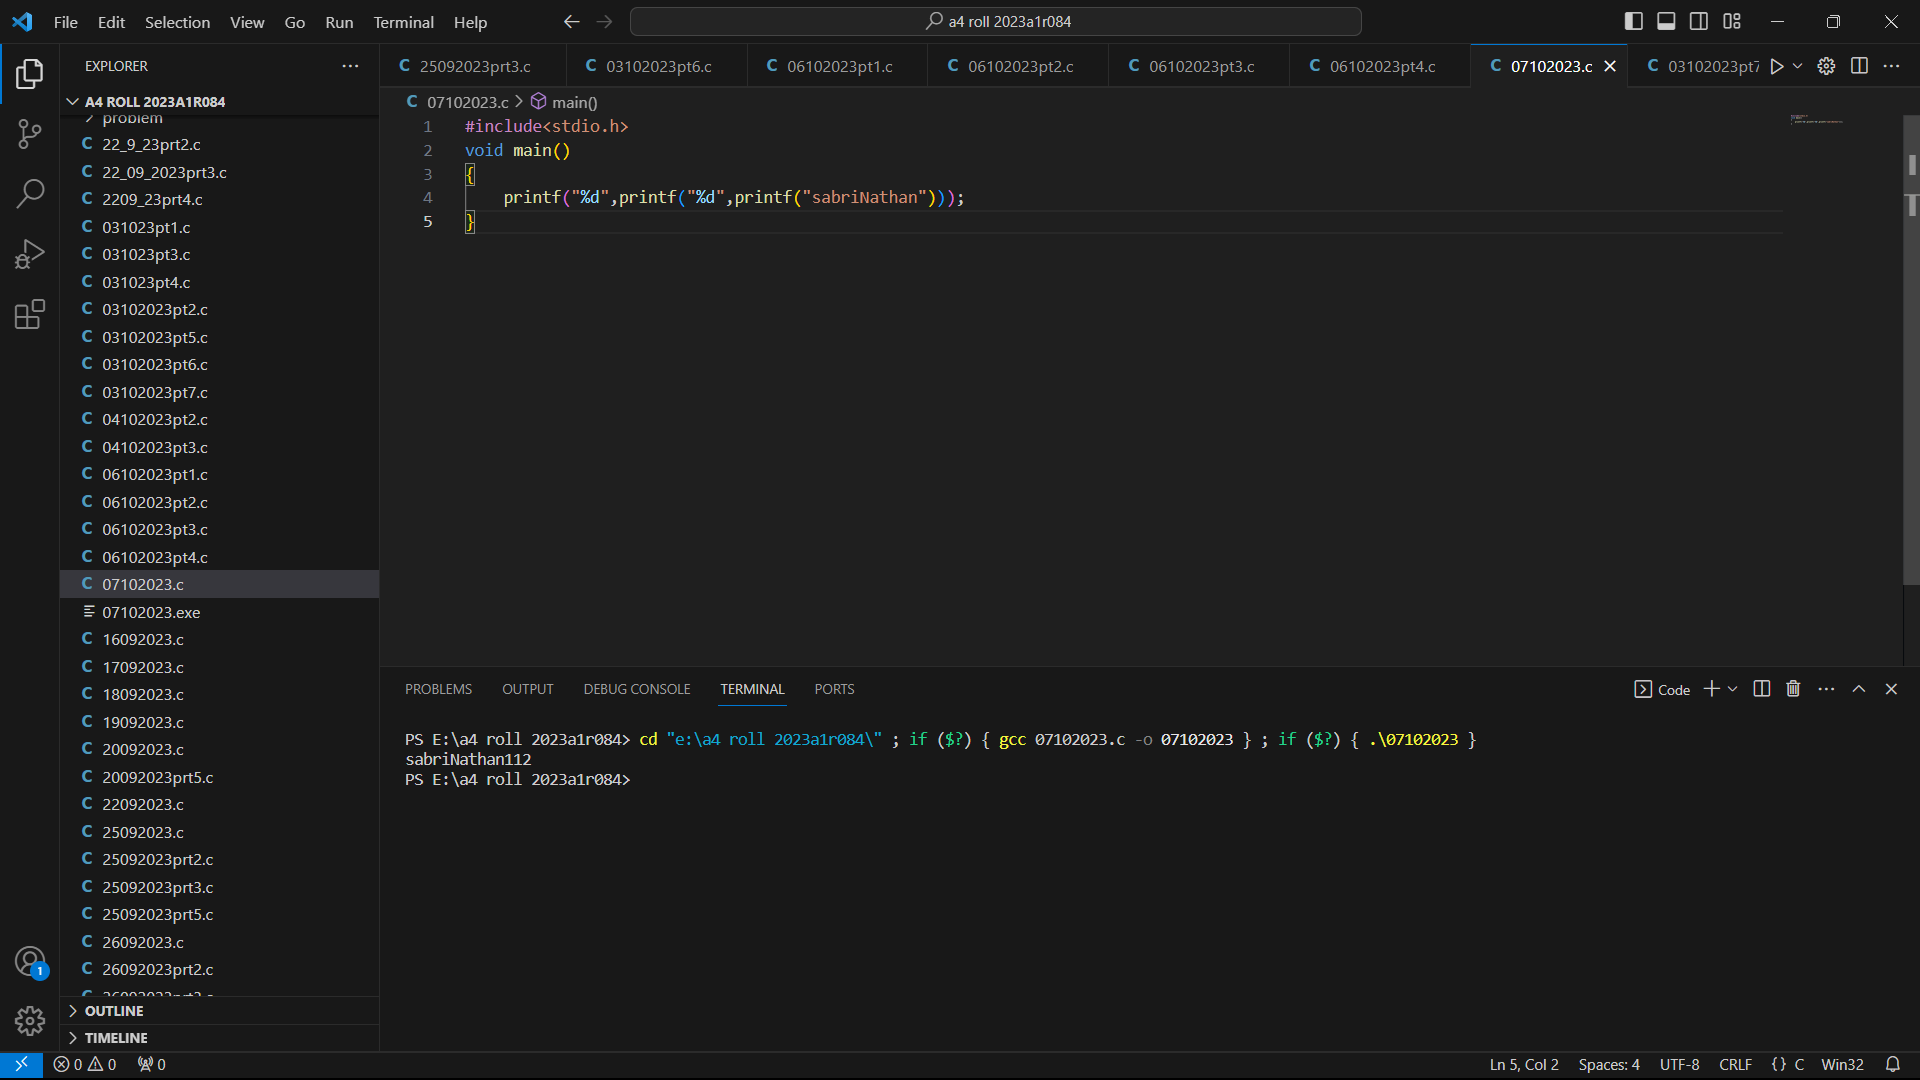 File Edit Selection View Go Run Terminal Help
a4 roll 2023a1r084
EXPLORER
25092023prt3.c 03102023pt6.c 06102023pt1.c 06102023pt2.c 06102023pt3.c 06102023pt4.c 07102023.c 03102023pt7
A4 ROLL 2023A1R084
07102023.c > main()
problem
22_9_23prt2.c
22_09_2023prt3.c
2209_23prt4.c
031023pt1.c
031023pt3.c
031023pt4.c
03102023pt2.c
03102023pt5.c
03102023pt6.c
03102023pt7.c
04102023pt2.c
04102023pt3.c
06102023pt1.c
06102023pt2.c
06102023pt3.c
06102023pt4.c
07102023.c
07102023.exe
16092023.c
17092023.c
18092023.c
19092023.c
20092023.c
20092023prt5.c
22092023.c
25092023.c
25092023prt2.c
25092023prt3.c
25092023prt5.c
26092023.c
26092023prt2.c
OUTLINE
TIMELINE
1 #include<stdio.h>
2 void main()
3 {
4 printf("%d",printf("%d",printf("sabriNathan")));
5 }
PROBLEMS OUTPUT DEBUG CONSOLE TERMINAL PORTS
Code
PS E:\a4 roll 2023a1r084> cd "e:\a4 roll 2023a1r084\" ; if ($?) { gcc 07102023.c -o 07102023 } ; if ($?) { .\07102023 }
sabriNathan112
PS E:\a4 roll 2023a1r084>
1
0 0 0
Ln 5, Col 2 Spaces: 4 UTF-8 CRLF {} C Win32